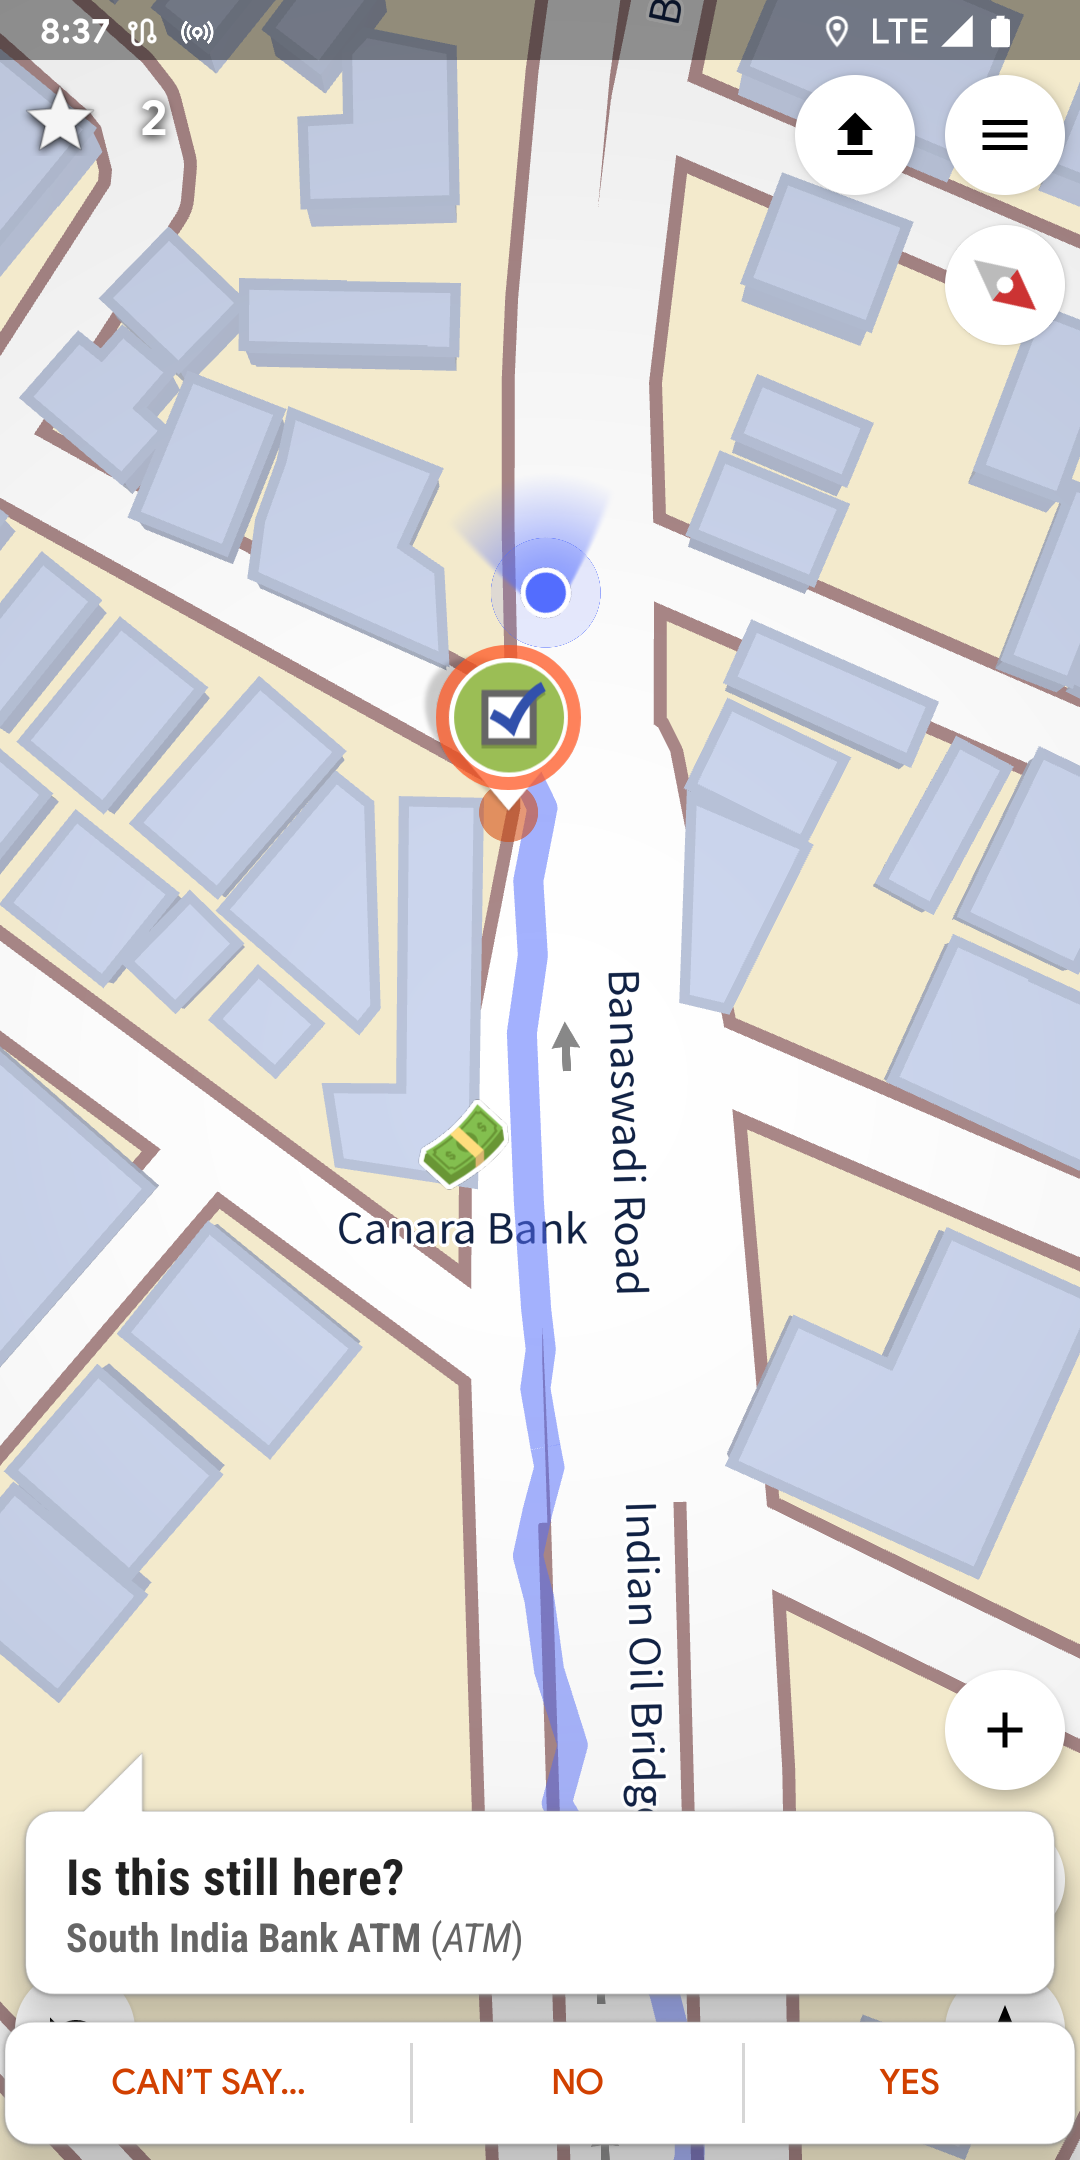 8:37
LTE
2
B
Banaswadi Road
Canara Bank
Indian Oil Bridge
Is this still here?
South India Bank ATM (ATM)
CAN'T SAY...
NO
YES